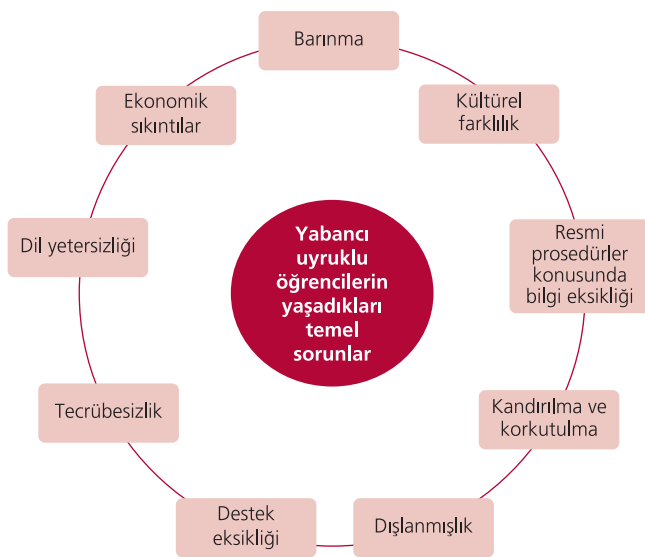 Barınma
Kültürel
farklılık
Resmi
prosedürler
konusunda
bilgi eksikliği
Kandırılma ve
korkutulma
Dışlanmışlık
Destek
eksikliği
Tecrübesizlik
Dil yetersizliği
Ekonomik
sıkıntılar
Yabancı
uyruklu
öğrencilerin
yaşadıkları
temel
sorunlar